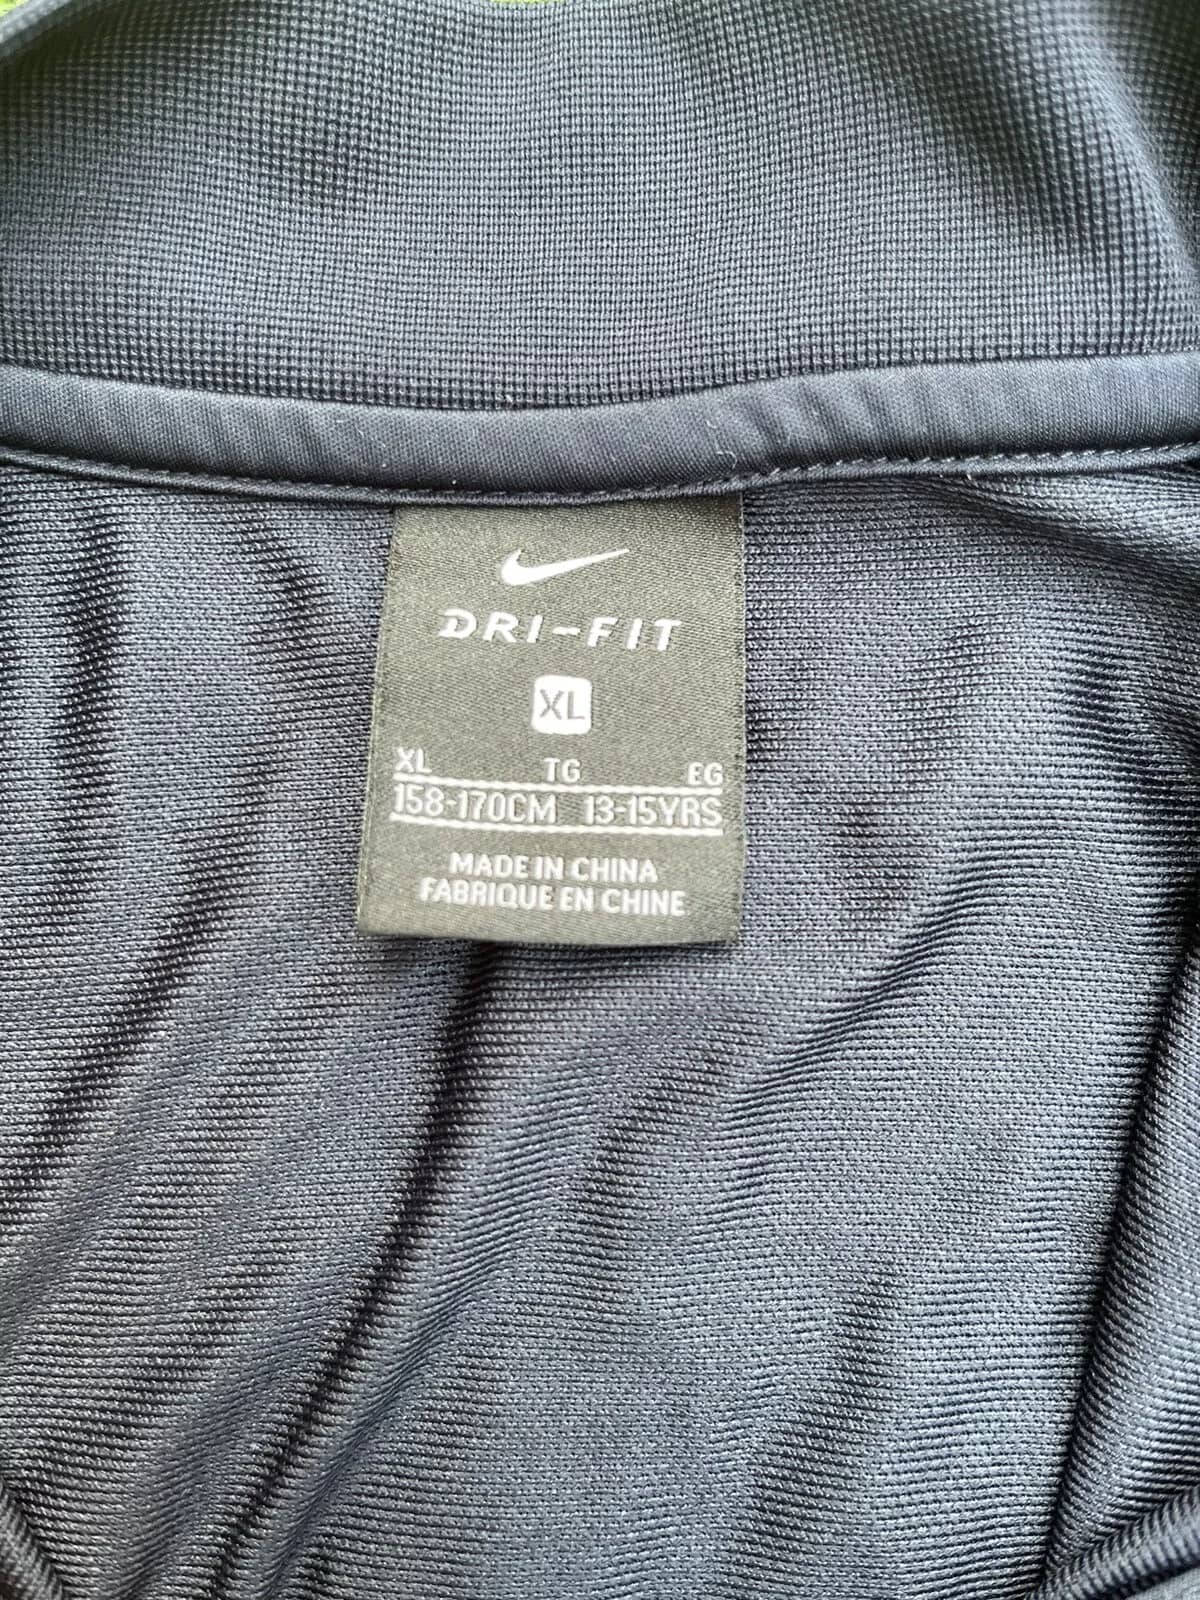 DRI-FIT
XL
XL TG EG
158-170CM 13-15YRS
MADE IN CHINA
FABRIQUE EN CHINE